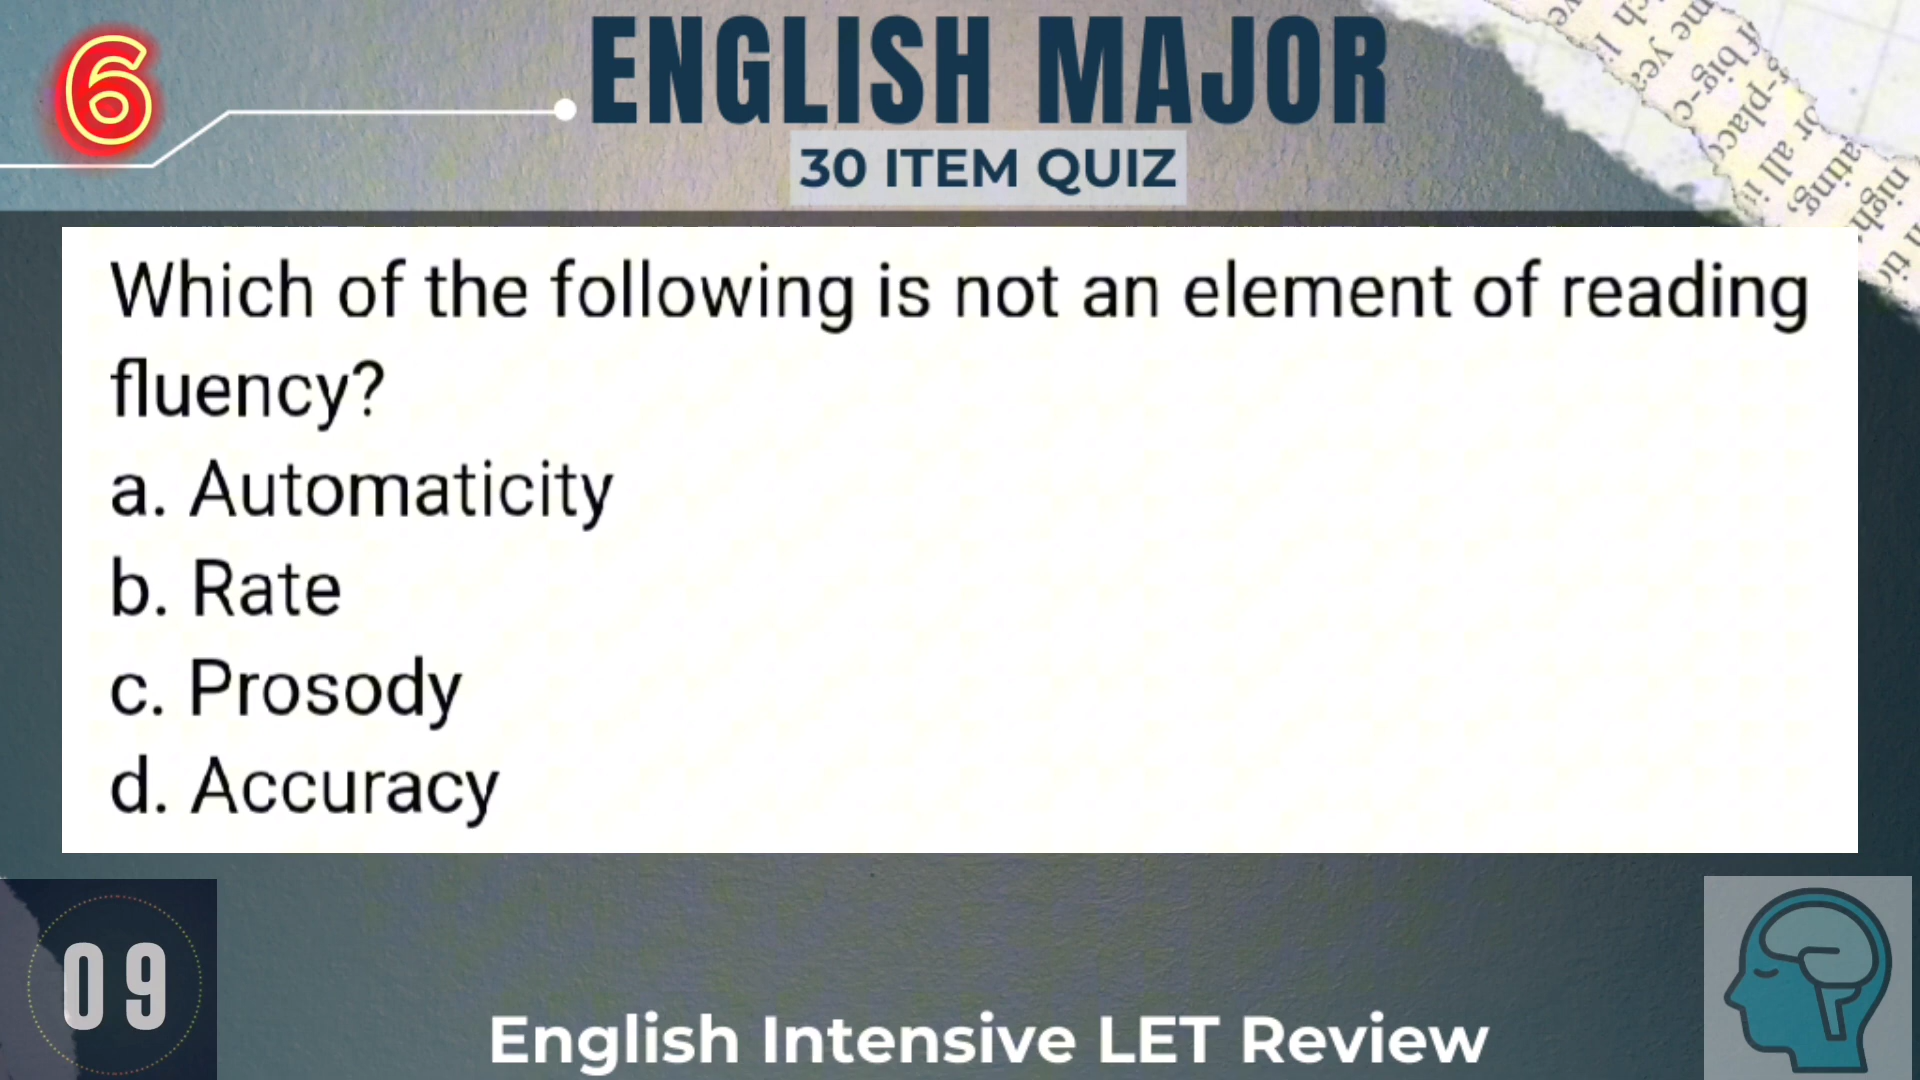 6
ENGLISH MAJOR
30 ITEM QUIZ
Which of the following is not an element of reading
fluency?
a. Automaticity
b. Rate
c. Prosody
d. Accuracy
09
English Intensive LET Review